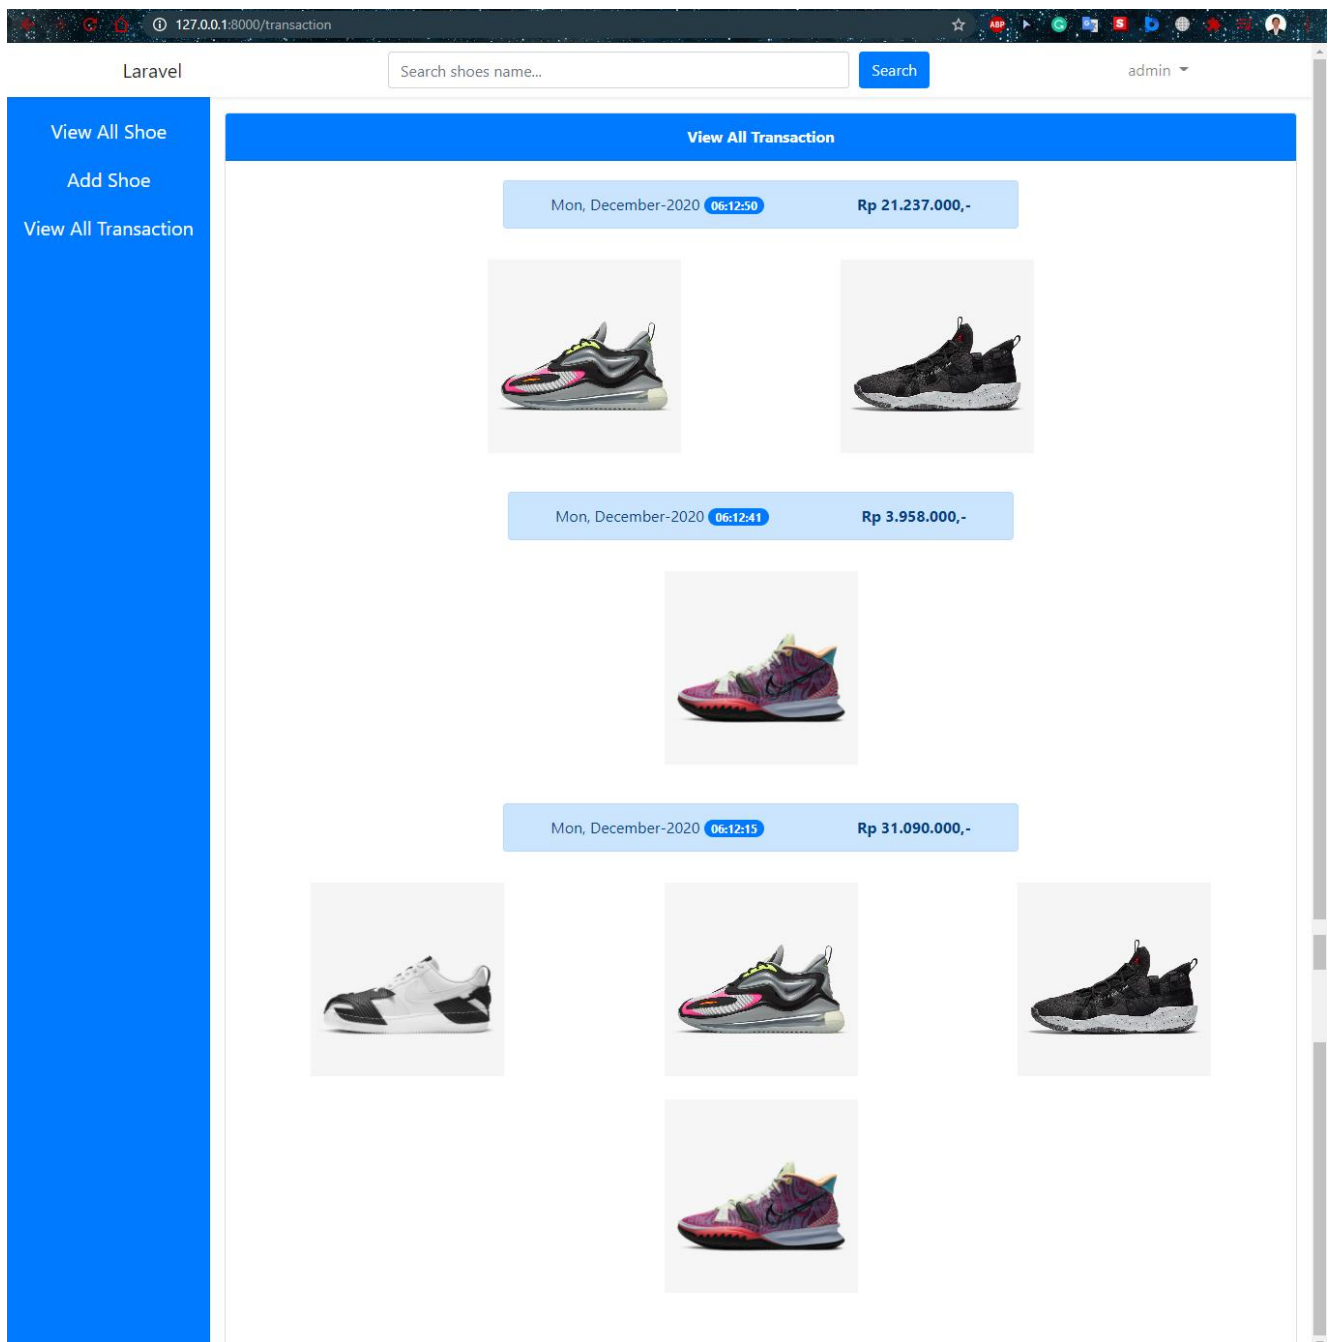 127.0.0.1:8000/transaction
Laravel
Search shoes name...
Search
admin
View All Shoe
Add Shoe
View All Transaction
View All Transaction
Mon, December-2020 06:12:50 Rp 21.237.000,-
Mon, December-2020 06:12:41 Rp 3.958.000,-
Mon, December-2020 06:12:15 Rp 31.090.000,-